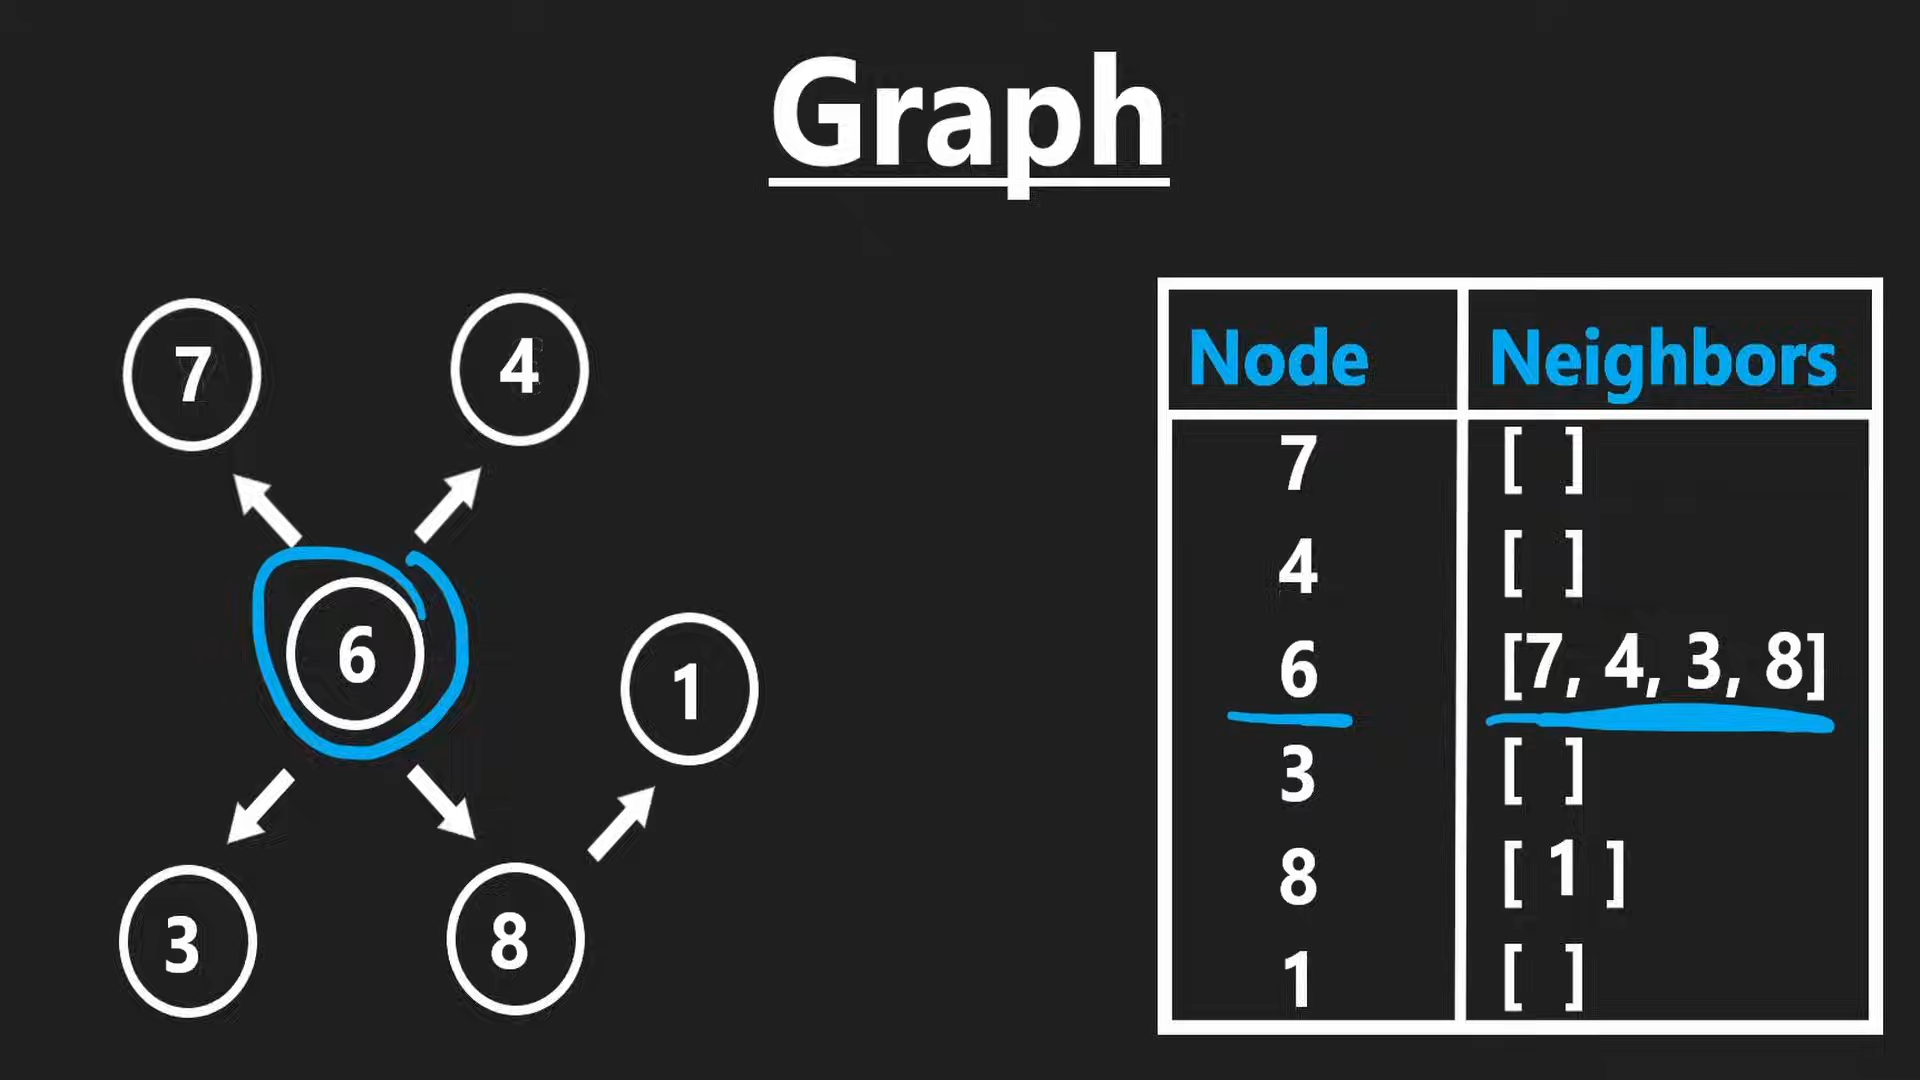 Graph
7
4
6
1
3
8
Node Neighbors
7 [ ]
4 [ ]
6 [7, 4, 3, 8]
3 [ ]
8 [ 1 ]
1 [ ]